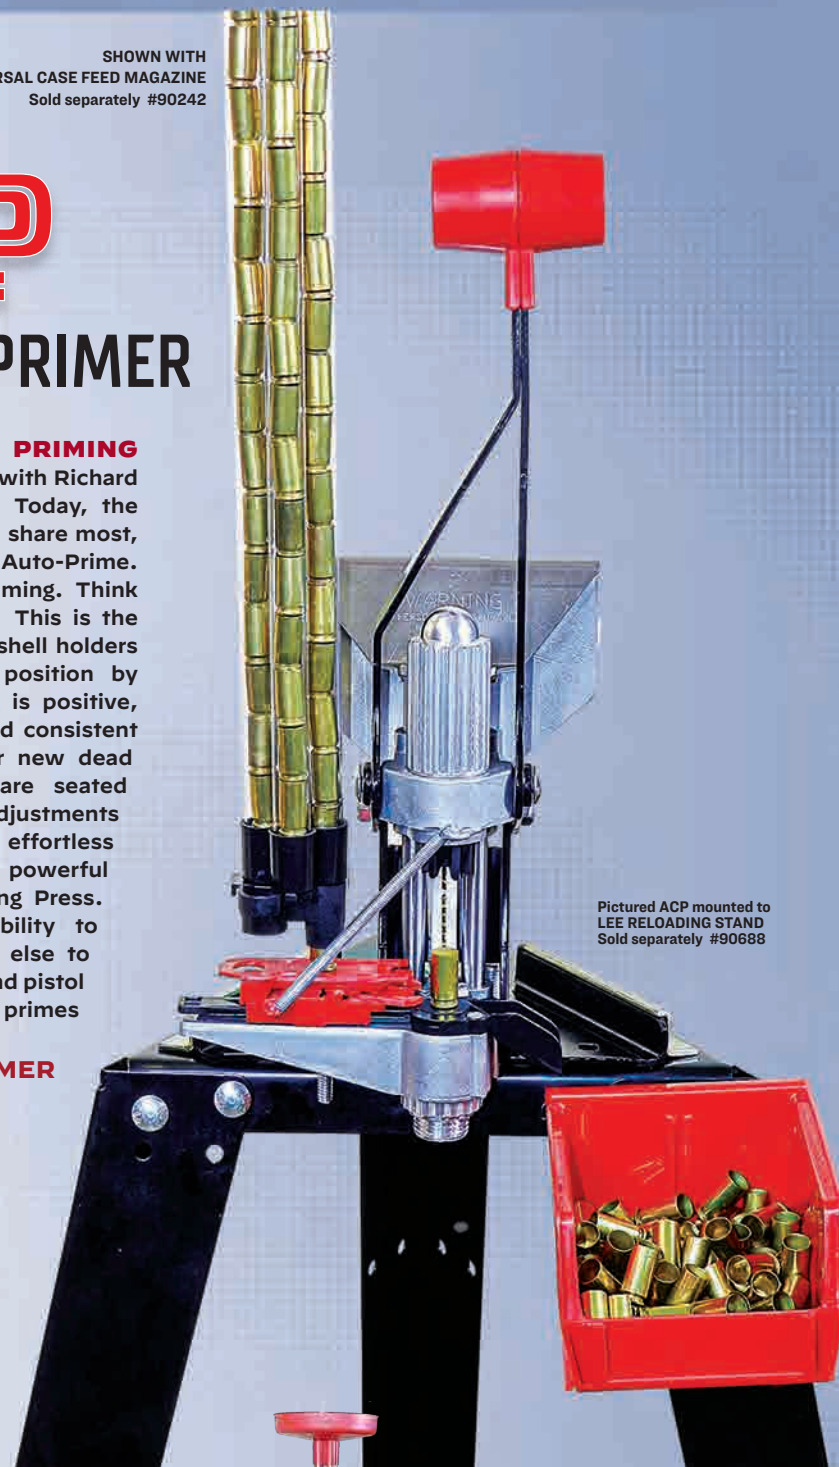 SHOWN WITH
RSAL CASE FEED MAGAZINE
Sold separately #90242
PRIMER
PRIMING
with Richard
Today, the
share most,
Auto-Prime.
ming. Think
This is the
shell holders
position by
is positive,
d consistent
r new dead
are seated
djustments
effortless
powerful
ng Press.
bility to
else to
nd pistol
primes
MER
WARNING
Pictured ACP mounted to
LEE RELOADING STAND
Sold separately #90688